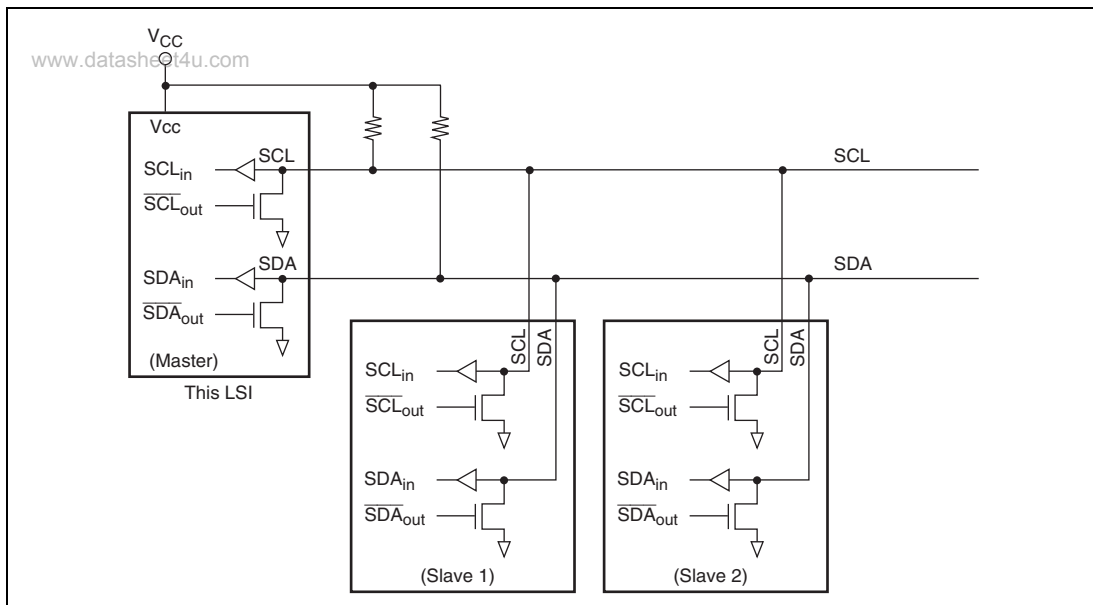 VCC
www.datasheet4u.com
Vcc
SCL
SCLin
SCLout
SDA
SDAin
SDAout
(Master)
This LSI
SCL
SDA
SCL
SDA
SCLin
SCLout
SDAin
SDAout
(Slave 1)
SCL
SDA
SCLin
SCLout
SDAin
SDAout
(Slave 2)